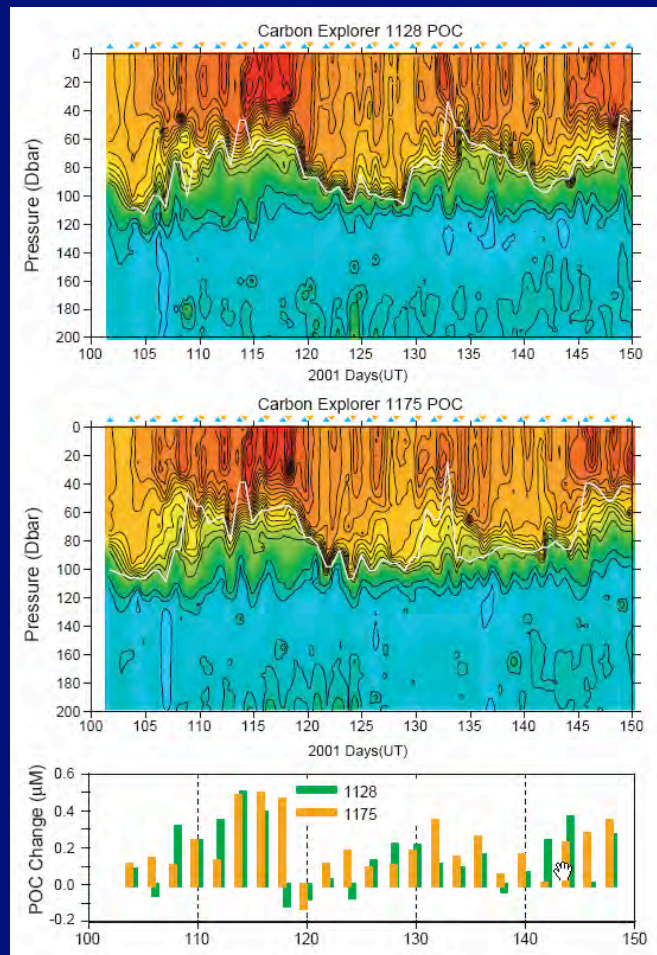 Carbon Explorer 1128 POC
0
20
40
60
80
100
120
140
160
180
200
Pressure (Dbar)
100 105 110 115 120 125 130 135 140 145 150
2001 Days(UT)
Carbon Explorer 1175 POC
0
20
40
60
80
100
120
140
160
180
200
Pressure (Dbar)
100 105 110 115 120 125 130 135 140 145 150
2001 Days(UT)
0.6
0.4
0.2
0.0
-0.2
POC Change (µM)
1128
1175
100 110 120 130 140 150